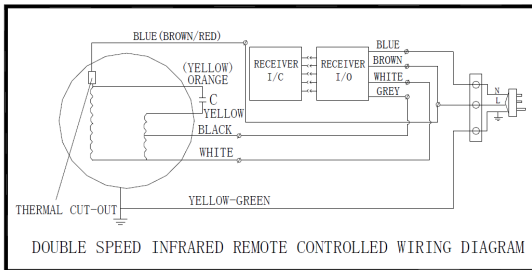 BLUE(BROWN/RED)
(YELLOW)
ORANGE
C
YELLOW
BLACK
WHITE
RECEIVER
I/C
RECEIVER
I/O
BLUE
BROWN
WHITE
GREY
N
L
THERMAL CUT-OUT
YELLOW-GREEN
DOUBLE SPEED INFRARED REMOTE CONTROLLED WIRING DIAGRAM